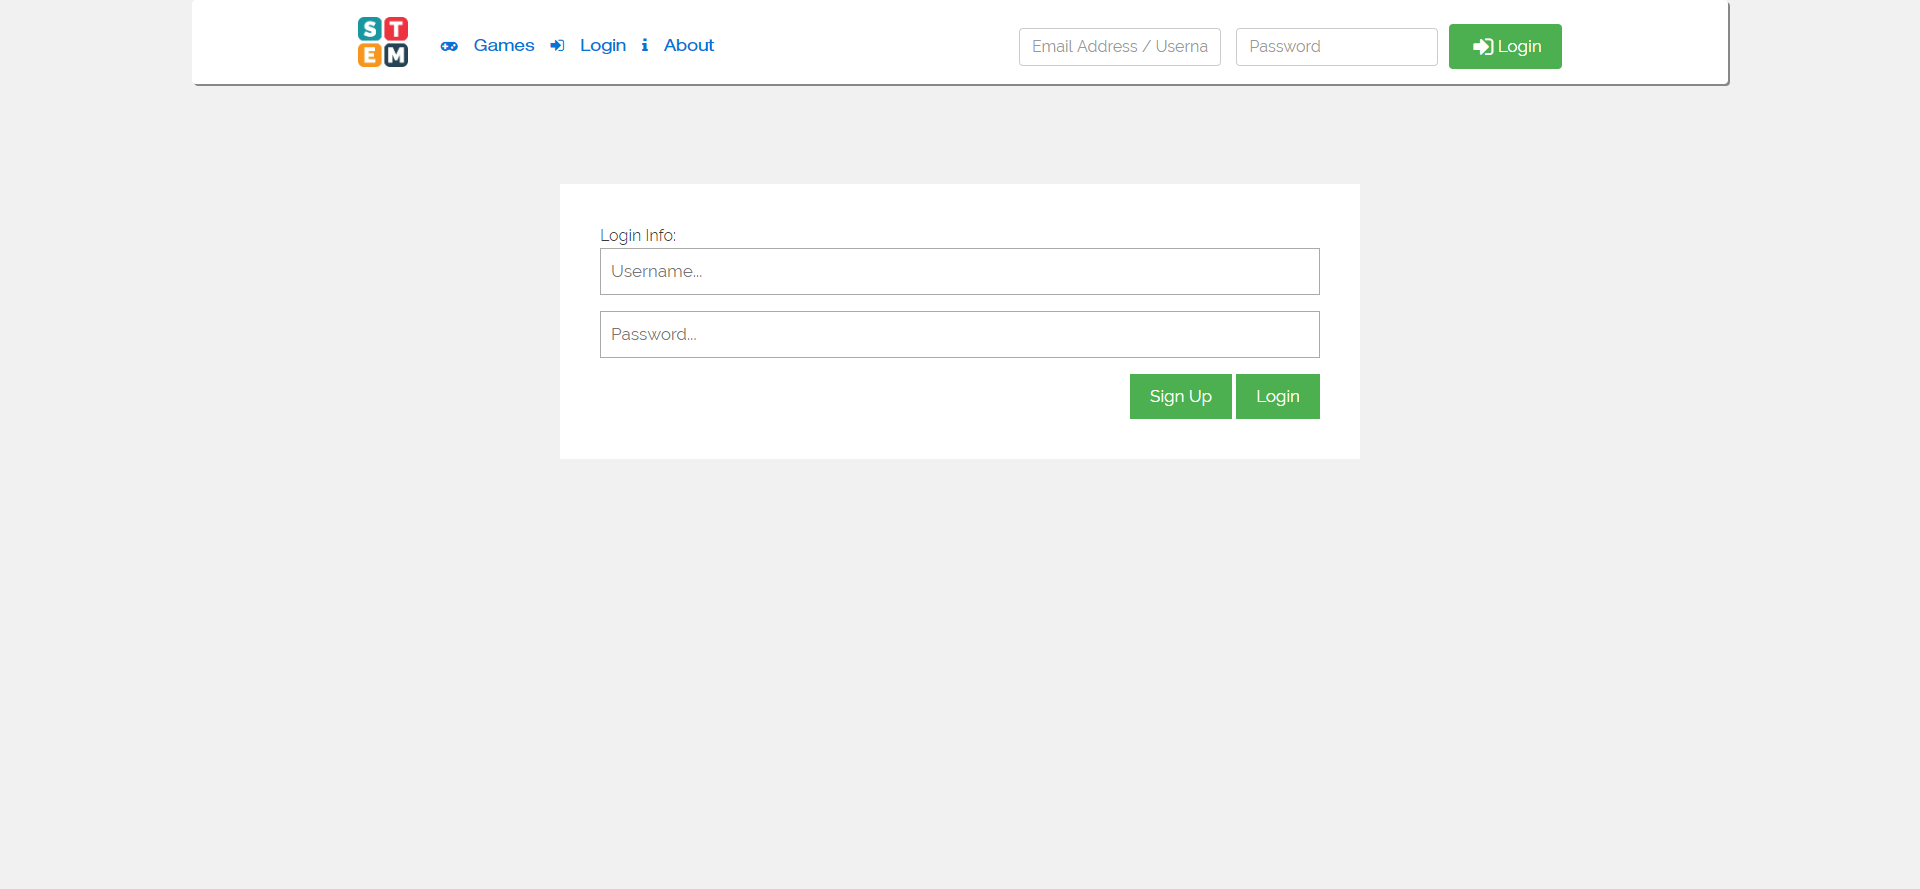 S T
E M
Games Login About
Email Address / Userna Password Login
Login Info:
Username...
Password...
Sign Up Login